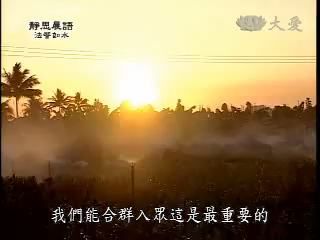 靜思晨語
法譬如水
大愛
我們能合群入眾這是最重要的